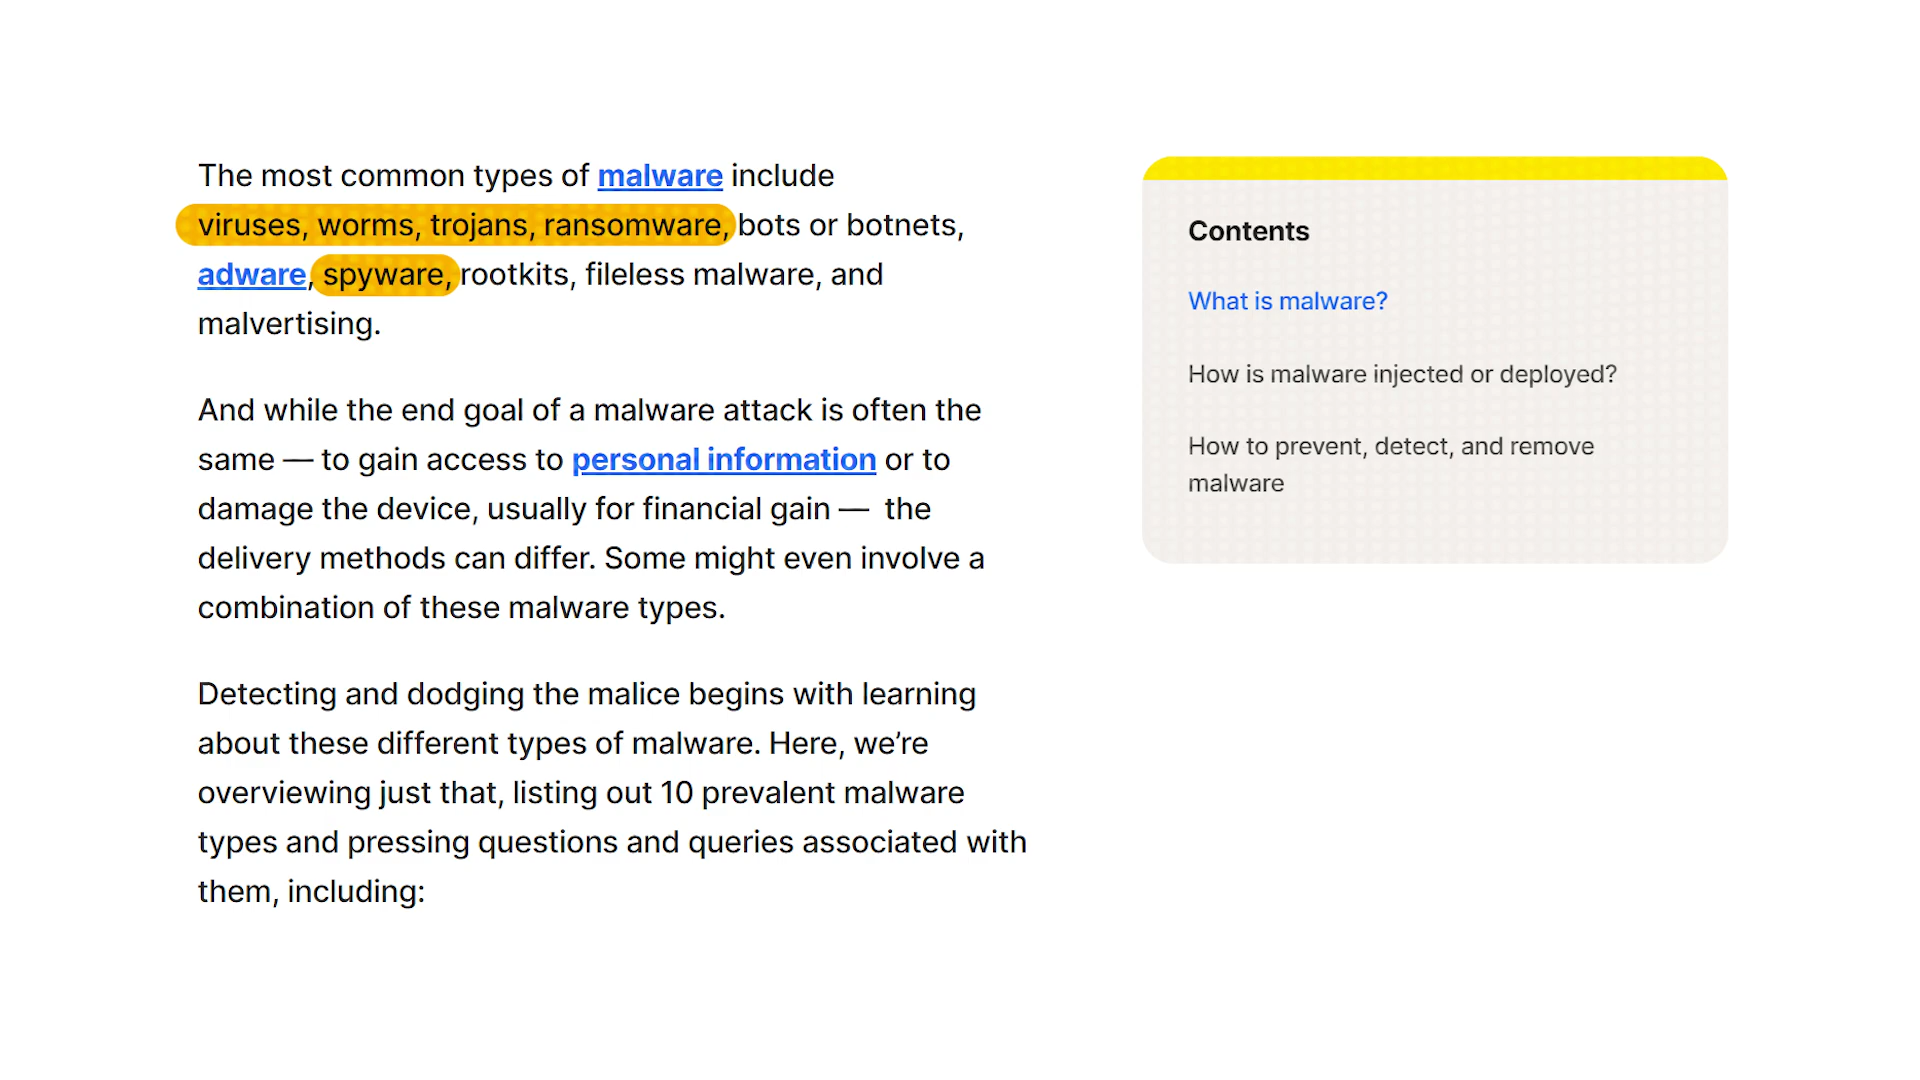 The most common types of malware include
viruses, worms, trojans, ransomware, bots or botnets,
adware, spyware, rootkits, fileless malware, and
malvertising.
And while the end goal of a malware attack is often the
same — to gain access to personal information or to
damage the device, usually for financial gain —  the
delivery methods can differ. Some might even involve a
combination of these malware types.
Detecting and dodging the malice begins with learning
about these different types of malware. Here, we’re
overviewing just that, listing out 10 prevalent malware
types and pressing questions and queries associated with
them, including:
Contents
What is malware?
How is malware injected or deployed?
How to prevent, detect, and remove
malware